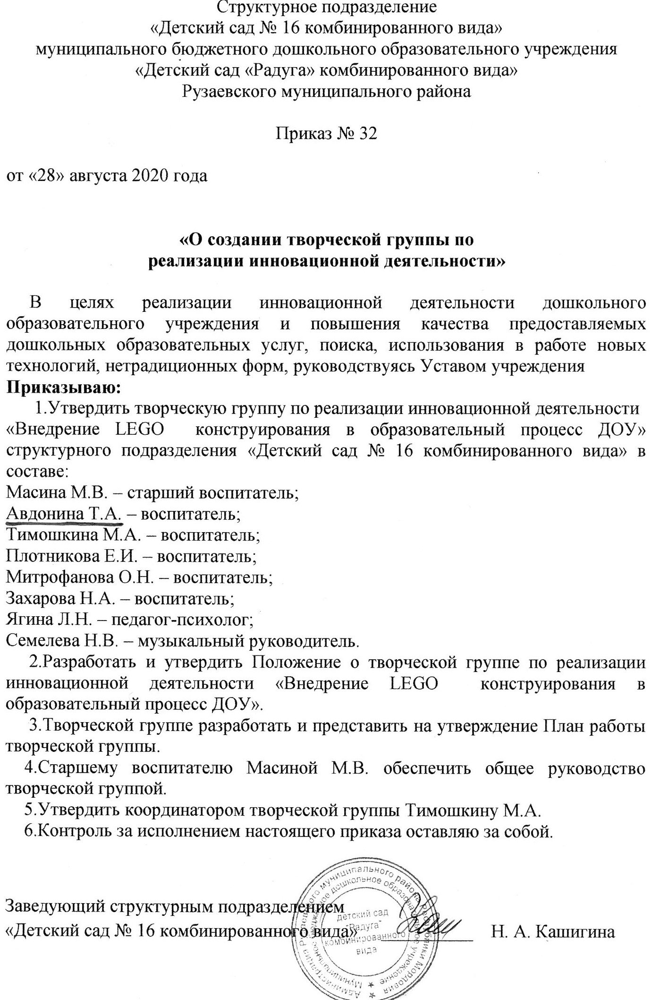 Структурное подразделение
«Детский сад № 16 комбинированного вида»
муниципального бюджетного дошкольного образовательного учреждения
«Детский сад «Радуга» комбинированного вида»
Рузаевского муниципального района
Приказ № 32
от «28» августа 2020 года
«О создании творческой группы по
реализации инновационной деятельности»
В целях реализации инновационной деятельности дошкольного
образовательного учреждения и повышения качества предоставляемых
дошкольных образовательных услуг, поиска, использования в работе новых
технологий, нетрадиционных форм, руководствуясь Уставом учреждения
Приказываю:
1.Утвердить творческую группу по реализации инновационной деятельности
«Внедрение LEGO конструирования в образовательный процесс ДОУ»
структурного подразделения «Детский сад № 16 комбинированного вида» в
составе:
Масина М.В. – старший воспитатель;
Авдонина Т.А. – воспитатель;
Тимошкина М.А. – воспитатель;
Плотникова Е.И. – воспитатель;
Митрофанова О.Н. – воспитатель;
Захарова Н.А. – воспитатель;
Ягина Л.Н. – педагог-психолог;
Семелева Н.В. – музыкальный руководитель.
2.Разработать и утвердить Положение о творческой группе по реализации
инновационной деятельности «Внедрение LEGO конструирования в
образовательный процесс ДОУ».
3.Творческой группе разработать и представить на утверждение План работы
творческой группы.
4.Старшему воспитателю Масиной М.В. обеспечить общее руководство
творческой группой.
5.Утвердить координатором творческой группы Тимошкину М.А.
6.Контроль за исполнением настоящего приказа оставляю за собой.
Заведующий структурным подразделением
«Детский сад № 16 комбинированного вида» Н. А. Кашигина
Администрация Рузаевского муниципального района Республики Мордовия
Муниципальное бюджетное дошкольное образовательное учреждение
детский сад
"Радуга"
комбинированного
вида